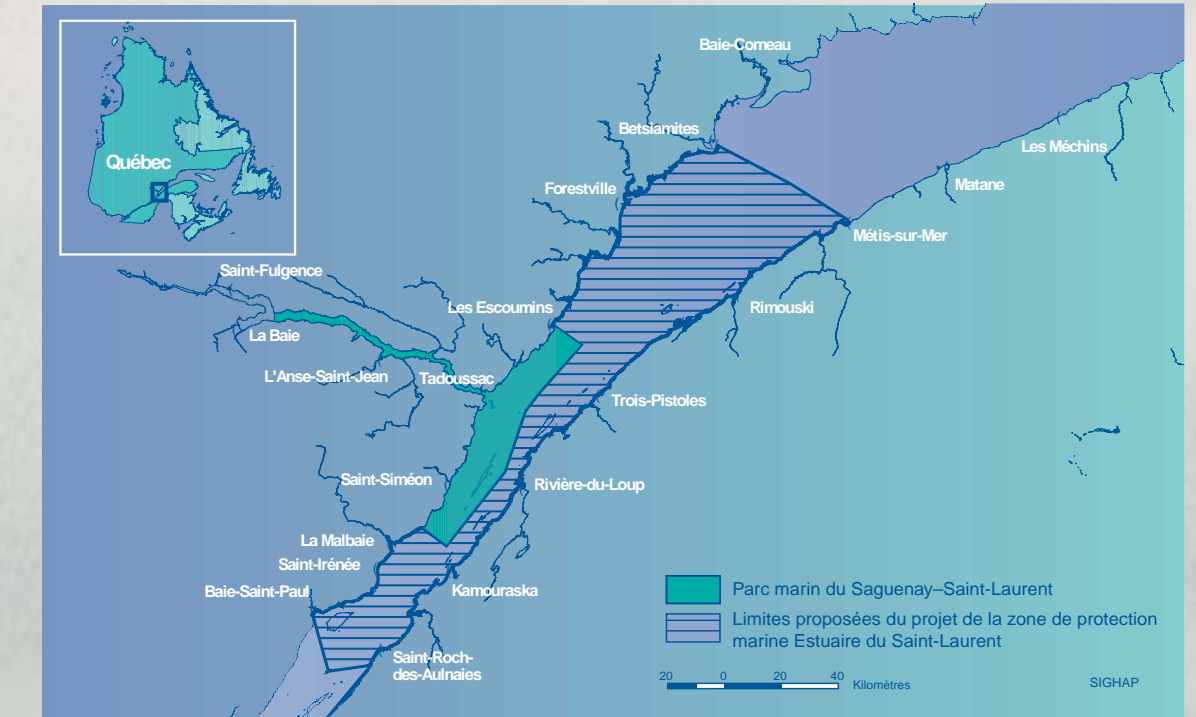 Québec
Baie-Comeau
Betsiamites
Forestville
Les Méchins
Matane
Métis-sur-Mer
Saint-Fulgence
Les Escoumins
Rimouski
La Baie
L'Anse-Saint-Jean
Tadoussac
Trois-Pistoles
Saint-Siméon
Rivière-du-Loup
La Malbaie
Saint-Irénée
Baie-Saint-Paul
Kamouraska
Saint-Roch-
des-Aulnaies
Parc marin du Saguenay–Saint-Laurent
Limites proposées du projet de la zone de protection
marine Estuaire du Saint-Laurent
20 0 20 40 Kilomètres
SIGHAP